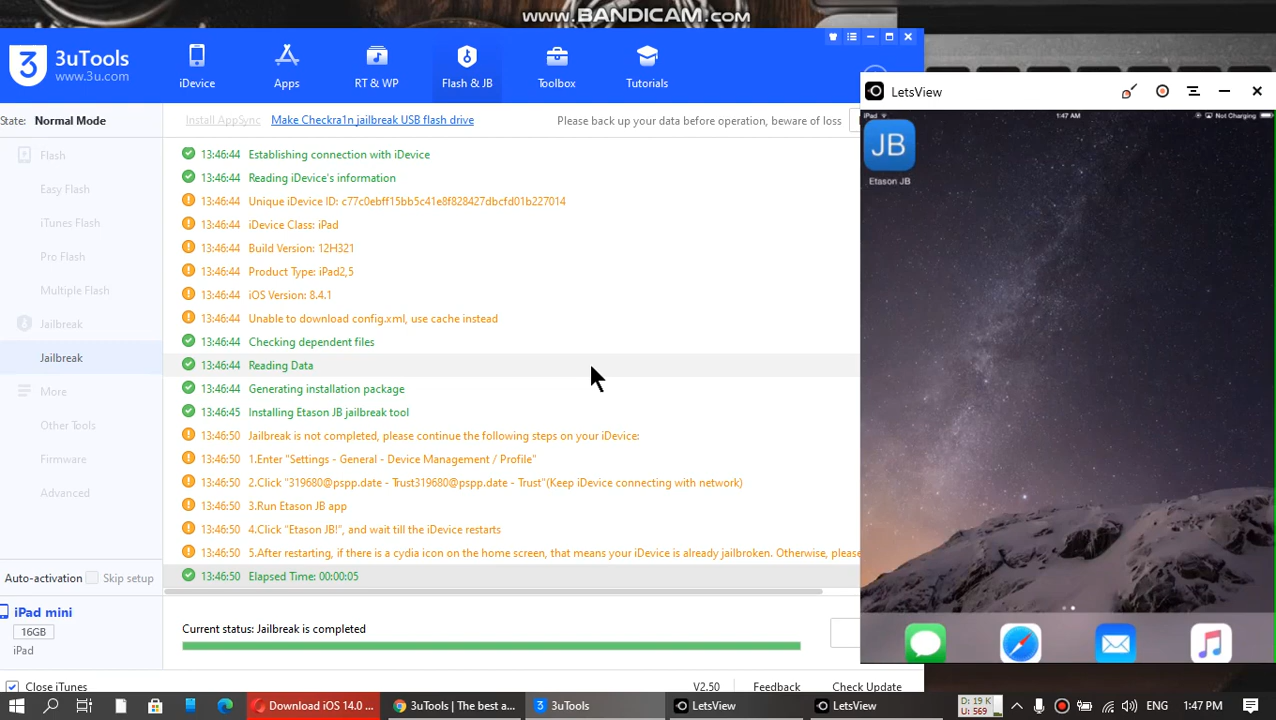 www.BANDICAM.com
3 3uTools
www.3u.com
iDevice
Apps
RT & WP
Flash & JB
Toolbox
Tutorials
State: Normal Mode
Install AppSync
Make Checkra1n jailbreak USB flash drive
Please back up your data before operation, beware of loss
Flash
Easy Flash
iTunes Flash
Pro Flash
Multiple Flash
Jailbreak
Jailbreak
More
Other Tools
Firmware
Advanced
13:46:44 Establishing connection with iDevice
13:46:44 Reading iDevice's information
13:46:44 Unique iDevice ID: c77c0ebff15bb5c41e8f828427dbcfd01b227014
13:46:44 iDevice Class: iPad
13:46:44 Build Version: 12H321
13:46:44 Product Type: iPad2,5
13:46:44 iOS Version: 8.4.1
13:46:44 Unable to download config.xml, use cache instead
13:46:44 Checking dependent files
13:46:44 Reading Data
13:46:44 Generating installation package
13:46:45 Installing Etason JB jailbreak tool
13:46:50 Jailbreak is not completed, please continue the following steps on your iDevice:
13:46:50 1.Enter "Settings - General - Device Management / Profile"
13:46:50 2.Click "319680@pspp.date - Trust319680@pspp.date - Trust"(Keep iDevice connecting with network)
13:46:50 3.Run Etason JB app
13:46:50 4.Click "Etason JB!", and wait till the iDevice restarts
13:46:50 5.After restarting, if there is a cydia icon on the home screen, that means your iDevice is already jailbroken. Otherwise, please
13:46:50 Elapsed Time: 00:00:05
Auto-activation Skip setup
iPad mini
16GB
iPad
Current status: Jailbreak is completed
Close iTunes
V2.50
Feedback
Check Update
LetsView
iPad
1:47 AM
Not Charging
JB
Etason JB
Download iOS 14.0 ...
3uTools | The best a...
3uTools
LetsView
LetsView
D: 19 K
U: 569
1:47 PM